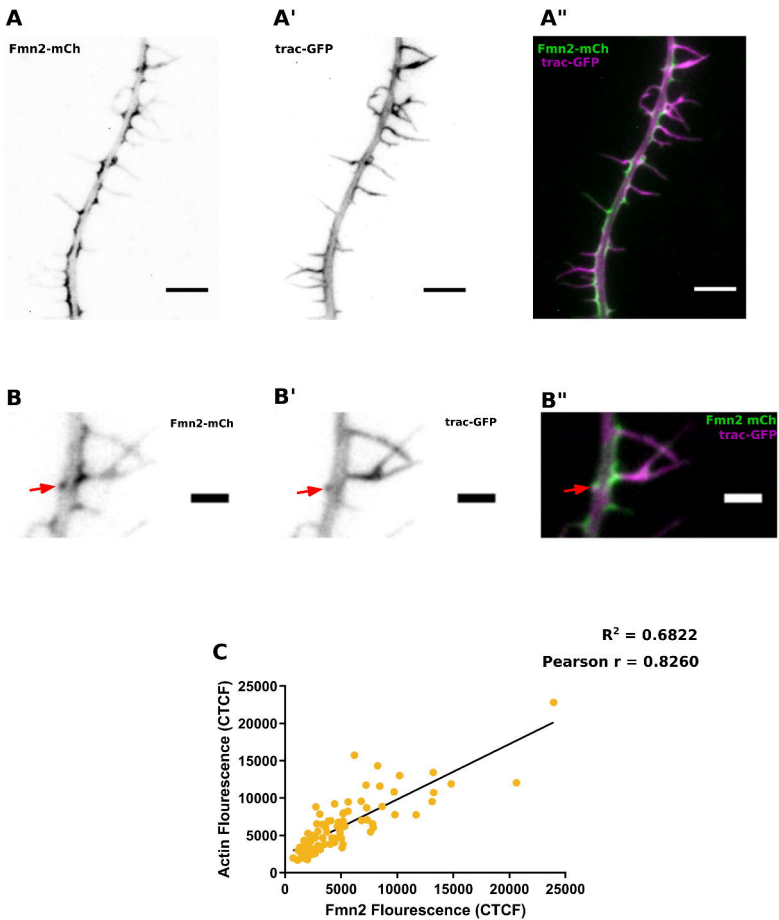 A
A'
A"
Fmn2-mCh
trac-GFP
Fmn2-mCh
trac-GFP
B
B'
B"
Fmn2-mCh
trac-GFP
Fmn2 mCh
trac-GFP
R² = 0.6822
Pearson r = 0.8260
C
Actin Flourescence (CTCF)
25000
20000
15000
10000
5000
0
0 5000 10000 15000 20000 25000
Fmn2 Flourescence (CTCF)